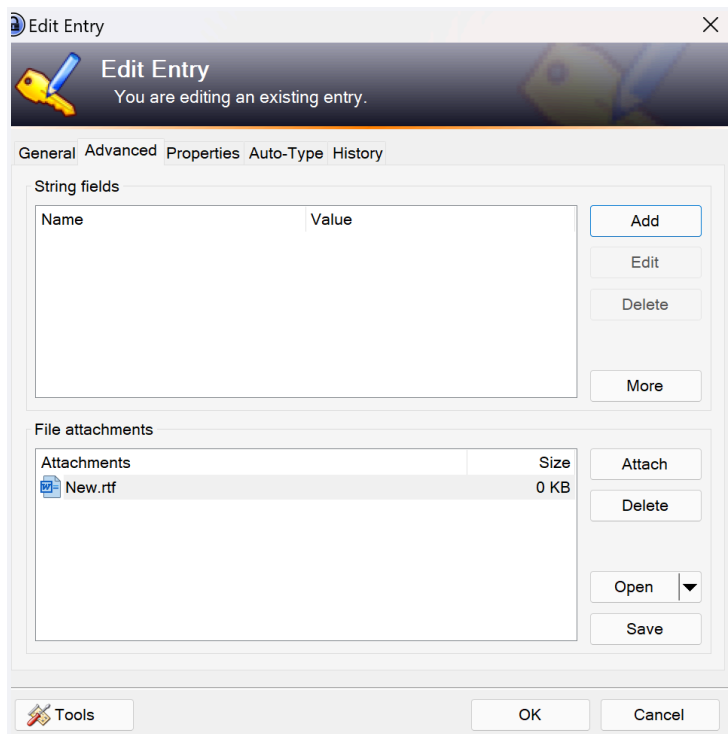 Edit Entry
Edit Entry
You are editing an existing entry.
General Advanced Properties Auto-Type History
String fields
Name Value
Add
Edit
Delete
More
File attachments
Attachments Size
New.rtf 0 KB
Attach
Delete
Open
Save
Tools OK Cancel